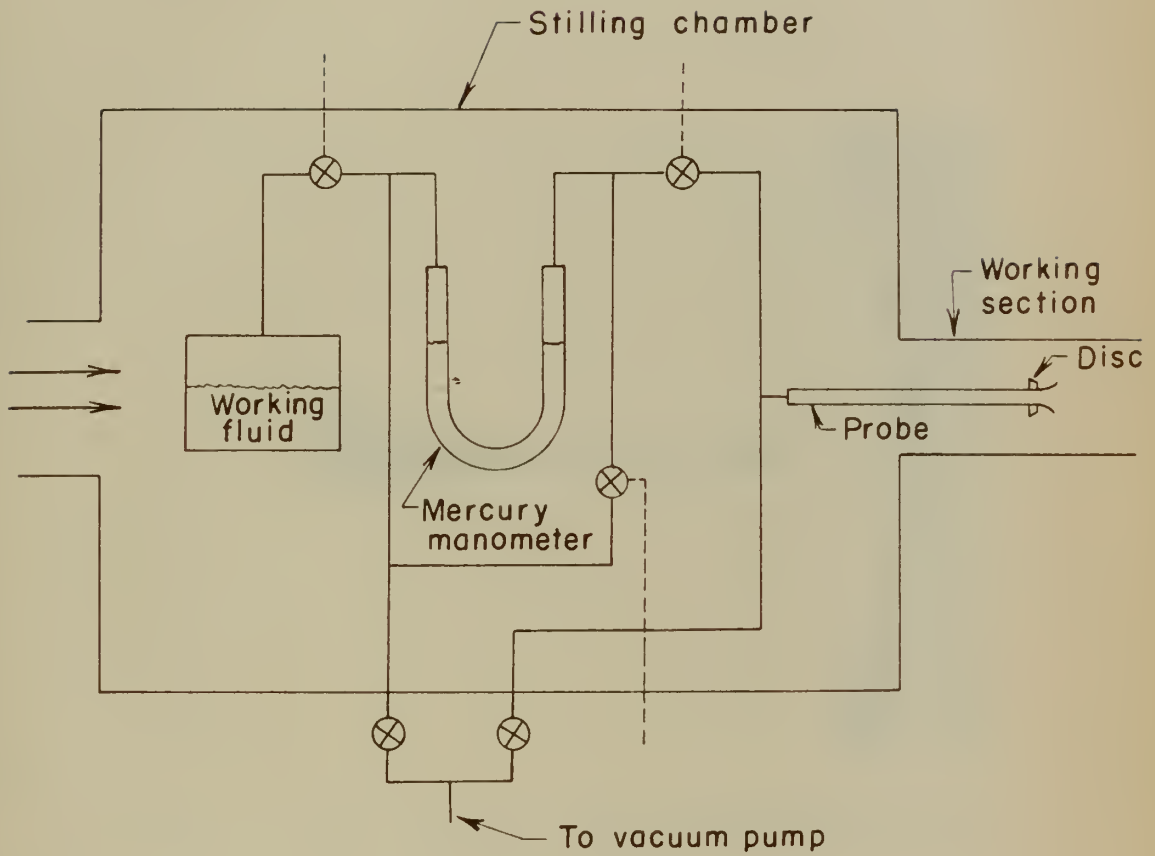 Stilling chamber
Working
section
Disc
Working
fluid
Probe
Mercury
manometer
To vacuum pump